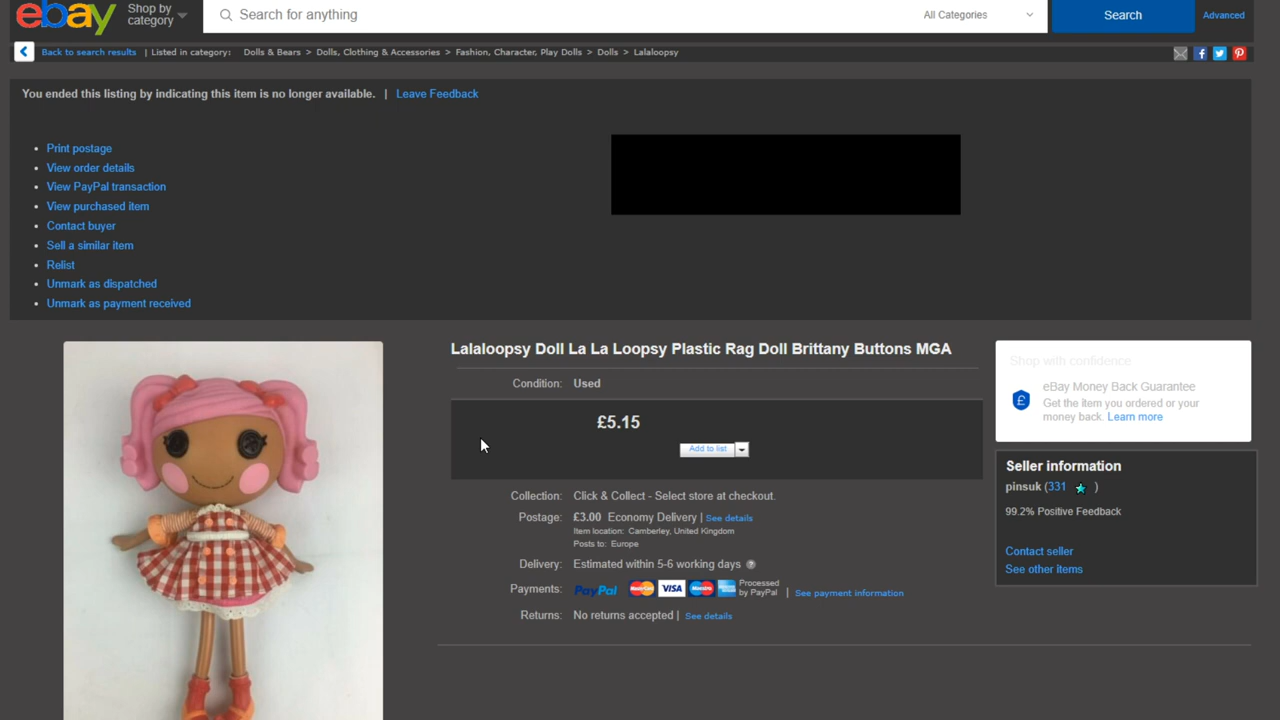 ebay
Shop by
category
Search for anything
All Categories
Search
Advanced
Back to search results | Listed in category: Dolls & Bears > Dolls, Clothing & Accessories > Fashion, Character, Play Dolls > Dolls > Lalaloopsy
You ended this listing by indicating this item is no longer available. | Leave Feedback
Print postage
View order details
View PayPal transaction
View purchased item
Contact buyer
Sell a similar item
Relist
Unmark as dispatched
Unmark as payment received
Lalaloopsy Doll La La Loopsy Plastic Rag Doll Brittany Buttons MGA
Condition: Used
£5.15
Add to list
Collection: Click & Collect - Select store at checkout.
Postage: £3.00 Economy Delivery | See details
Item location: Camberley, United Kingdom
Posts to: Europe
Delivery: Estimated within 5-6 working days ?
Payments: PayPal MasterCard VISA Maestro Processed
by PayPal | See payment information
Returns: No returns accepted | See details
Shop with confidence
£ eBay Money Back Guarantee
Get the item you ordered or your
money back. Learn more
Seller information
pinsuk (331 )
99.2% Positive Feedback
Contact seller
See other items